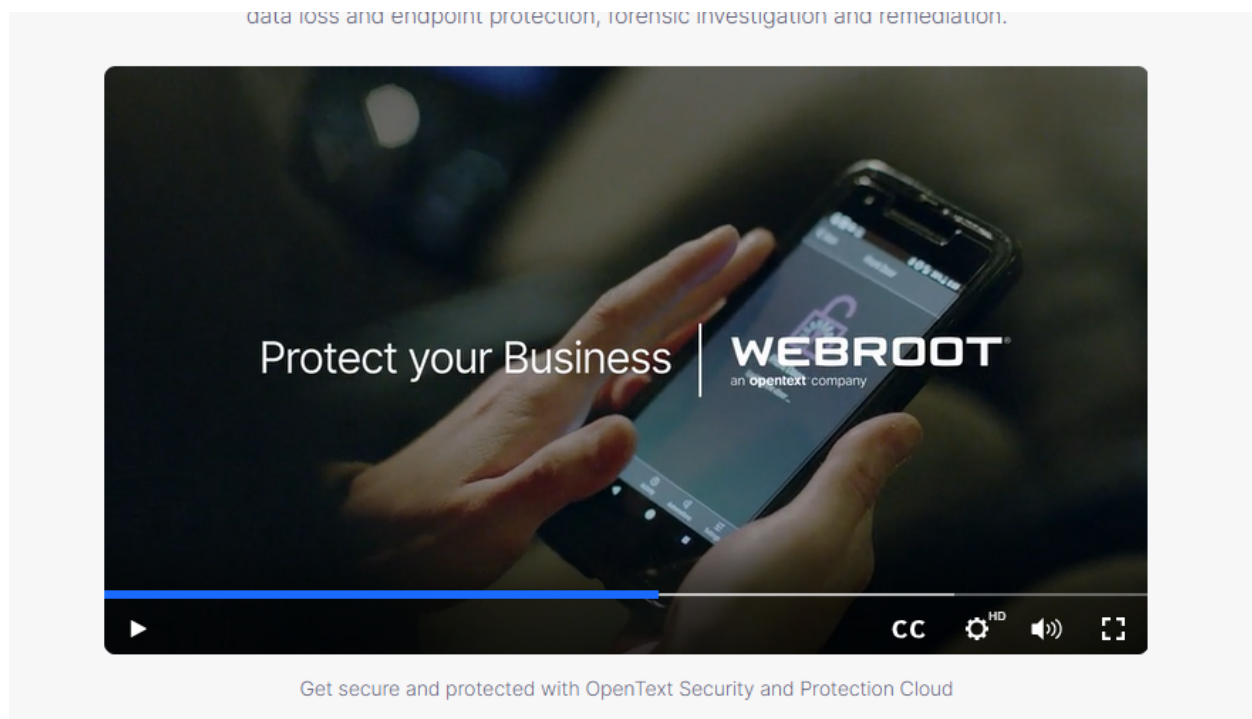 data loss and endpoint protection, forensic investigation and remediation.
Protect your Business
WEBROOT®
an opentext™ company
CC
HD
Get secure and protected with OpenText Security and Protection Cloud